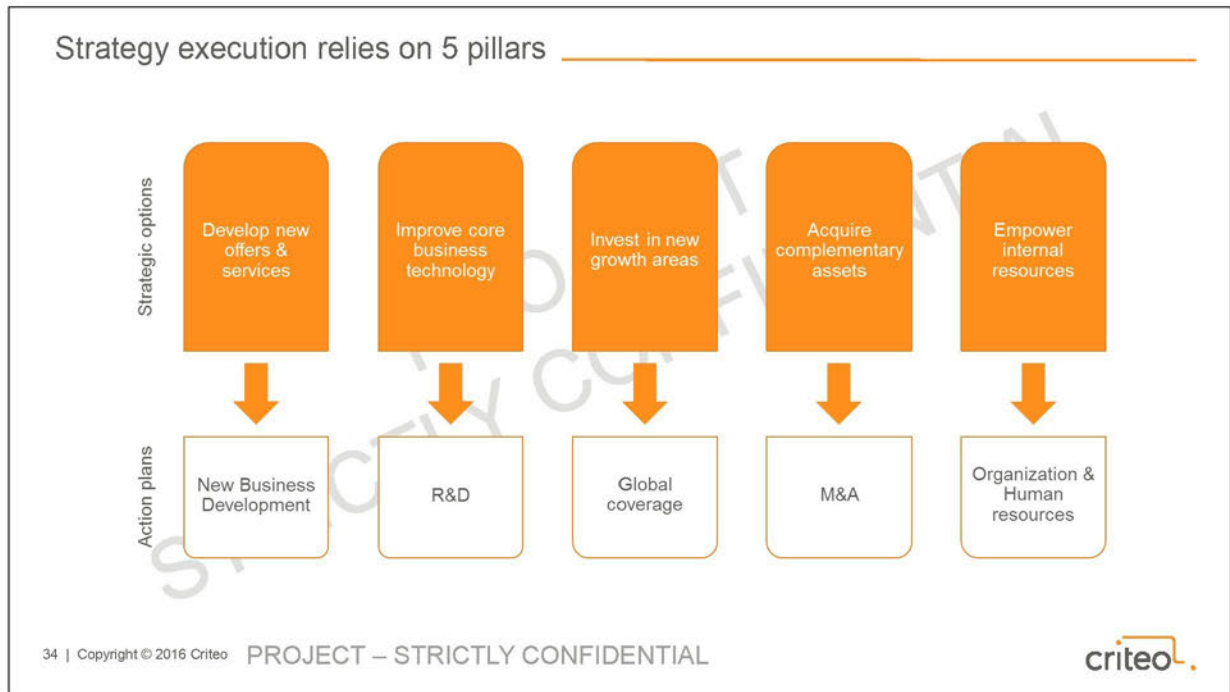 Strategy execution relies on 5 pillars
Strategic options
Develop new
offers &
services
Improve core
business
technology
Invest in new
growth areas
Acquire
complementary
assets
Empower
internal
resources
Action plans
New Business
Development
R&D
Global
coverage
M&A
Organization &
Human
resources
STRICTLY CONFIDENTIAL
34 | Copyright © 2016 Criteo
PROJECT – STRICTLY CONFIDENTIAL
criteo